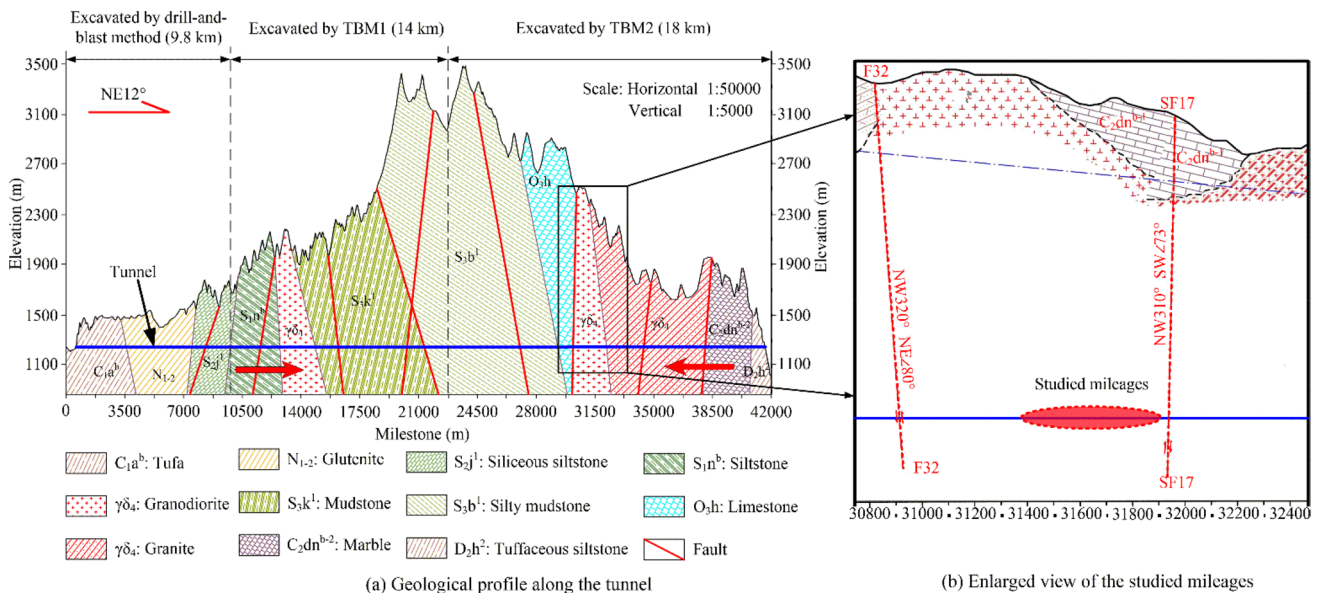 Excavated by drill-and-
blast method (9.8 km)
Excavated by TBM1 (14 km)
Excavated by TBM2 (18 km)
3500
3100
2700
2300
1900
1500
1100
Elevation (m)
NE12°
Scale: Horizontal 1:50000
Vertical 1:5000
3500
3100
2700
2300
1900
1500
1100
Elevation (m)
Tunnel
C₁aᵇ
N₁₋₂
S₂j¹
S₁nᵇ
γδ₄
S₃k¹
S₃b¹
O₃h
γδ₄
γδ₄
C₂dnᵇ⁻²
D₂h²
0 3500 7000 10500 14000 17500 21000 24500 28000 31500 35000 38500 42000
Milestone (m)
C₁aᵇ: Tufa
N₁₋₂: Glutenite
S₂j¹: Siliceous siltstone
S₁nᵇ: Siltstone
γδ₄: Granodiorite
S₃k¹: Mudstone
S₃b¹: Silty mudstone
O₃h: Limestone
γδ₄: Granite
C₂dnᵇ⁻²: Marble
D₂h²: Tuffaceous siltstone
Fault
(a) Geological profile along the tunnel
F32
SF17
C₂dnᵇ⁻¹
C₂dnᵇ⁻¹
NW320° NE∠80°
NW310° SW∠73°
Studied mileages
F32
SF17
30800 31000 31200 31400 31600 31800 32000 32200 32400
(b) Enlarged view of the studied mileages